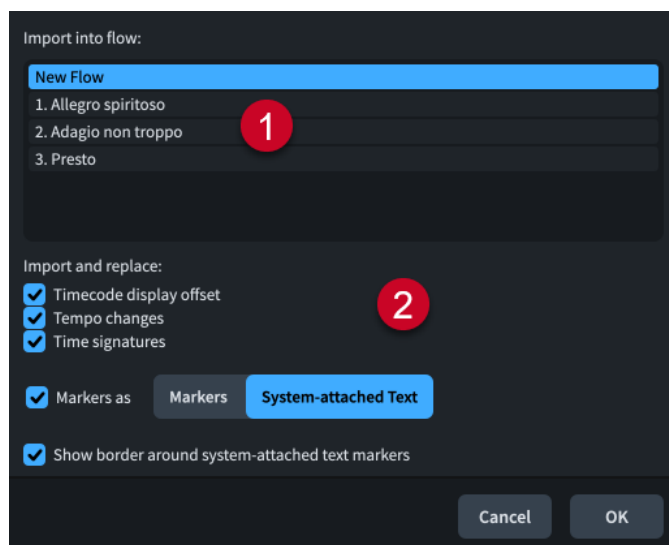 Import into flow:
New Flow
1. Allegro spiritoso
2. Adagio non troppo
3. Presto
1
Import and replace:
Timecode display offset
Tempo changes
Time signatures
2
Markers as Markers System-attached Text
Show border around system-attached text markers
Cancel OK